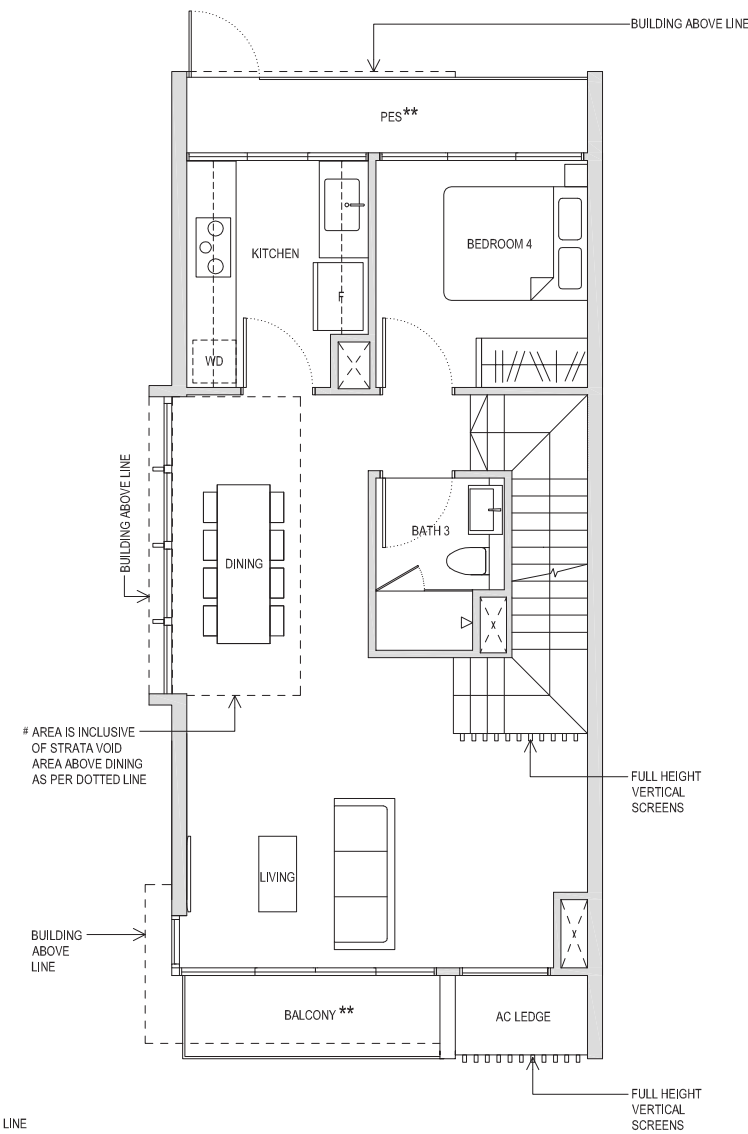 BUILDING ABOVE LINE
PES**
KITCHEN
BEDROOM 4
F
WD
BUILDING ABOVE LINE
BATH 3
DINING
# AREA IS INCLUSIVE
OF STRATA VOID
AREA ABOVE DINING
AS PER DOTTED LINE
FULL HEIGHT
VERTICAL
SCREENS
LIVING
BUILDING
ABOVE
LINE
BALCONY **
AC LEDGE
FULL HEIGHT
VERTICAL
SCREENS
LINE